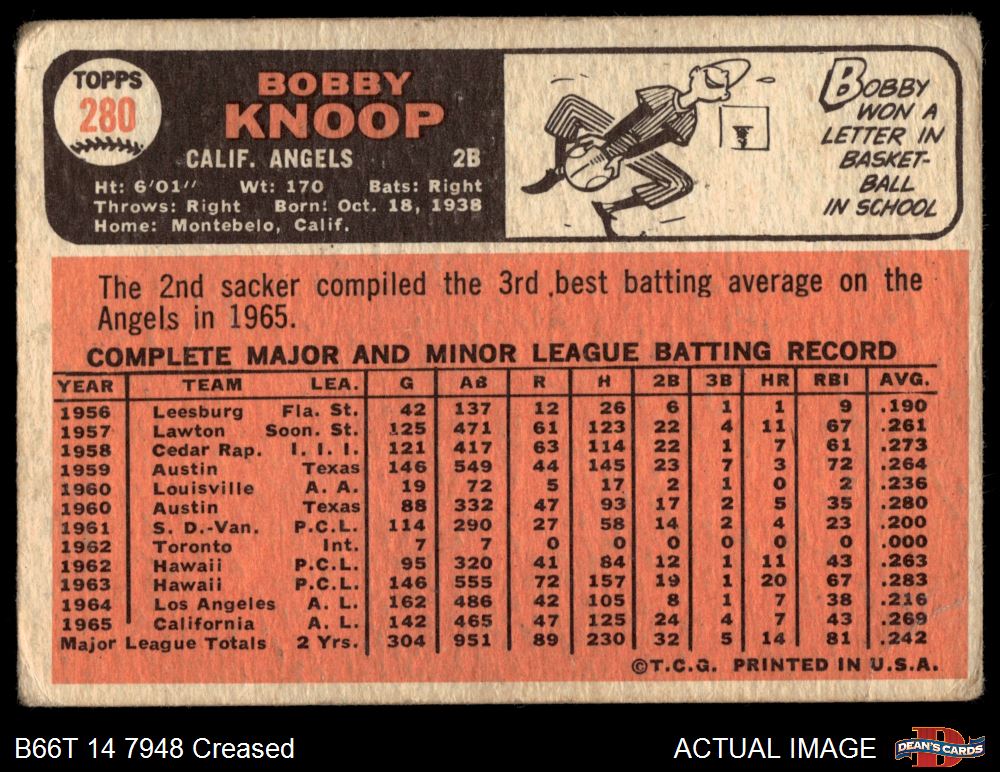 TOPPS
280
BOBBY
KNOOP
CALIF. ANGELS 2B
Ht: 6'01" Wt: 170 Bats: Right
Throws: Right Born: Oct. 18, 1938
Home: Montebelo, Calif.
BOBBY
WON A
LETTER IN
BASKET-
BALL
IN SCHOOL
The 2nd sacker compiled the 3rd best batting average on the
Angels in 1965.
COMPLETE MAJOR AND MINOR LEAGUE BATTING RECORD
YEAR TEAM LEA. G AB R H 2B 3B HR RBI AVG.
1956 Leesburg Fla. St. 42 137 12 26 6 1 1 9 .190
1957 Lawton Soon. St. 125 471 61 123 22 4 11 67 .261
1958 Cedar Rap. I. I. I. 121 417 63 114 22 1 7 61 .273
1959 Austin Texas 146 549 44 145 23 7 3 72 .264
1960 Louisville A. A. 19 72 5 17 2 1 0 2 .236
1960 Austin Texas 88 332 47 93 17 2 5 35 .280
1961 S. D.-Van. P.C.L. 114 290 27 58 14 2 4 23 .200
1962 Toronto Int. 7 7 0 0 0 0 0 0 .000
1962 Hawaii P.C.L. 95 320 41 84 12 1 11 43 .263
1963 Hawaii P.C.L. 146 555 72 157 19 1 20 67 .283
1964 Los Angeles A. L. 162 486 42 105 8 1 7 38 .216
1965 California A. L. 142 465 47 125 24 4 7 43 .269
Major League Totals 2 Yrs. 304 951 89 230 32 5 14 81 .242
©T.C.G. PRINTED IN U.S.A.
B66T 14 7948 Creased
ACTUAL IMAGE
DEAN'S CARDS